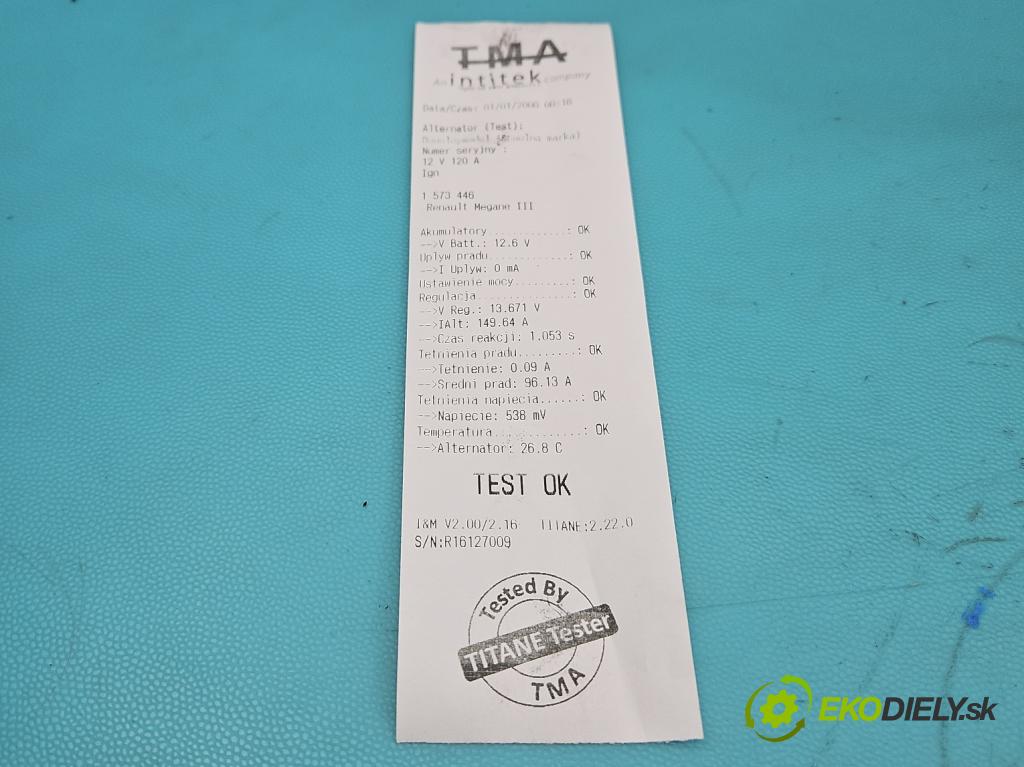 TMA
An intitek company
Data/Czas: 01/01/2000 00:16
Alternator (Test):
marka)
Numer seryjny :
12 V 120 A
Ign
1 573 446
Renault Megane III
Akumulatory............: OK
-->V Batt.: 12.6 V
Uplyw pradu............: OK
-->I Uplyw: 0 mA
Ustawienie mocy........: OK
Regulacja..............: OK
-->V Reg.: 13.671 V
-->IAlt: 149.64 A
-->Czas reakcji: 1.053 s
Tetnienia pradu.........: OK
-->Tetnienie: 0.09 A
-->Sredni prad: 96.13 A
Tetnienia napiecia......: OK
-->Napiecie: 538 mV
Temperatura.............: OK
-->Alternator: 26.8 C
TEST OK
I&M V2.00/2.16 TITANE:2.22.0
S/N:R16127009
Tested By
TITANE Tester
TMA
EKODIELY.sk